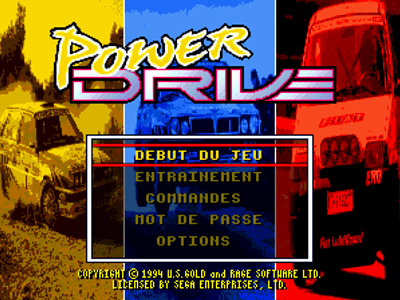 POWER
DRIVE
DEBUT DU JEU
ENTRAINEMENT
COMMANDES
MOT DE PASSE
OPTIONS
COPYRIGHT © 1994 U.S.GOLD and RAGE SOFTWARE LTD.
LICENSED BY SEGA ENTERPRISES, LTD.